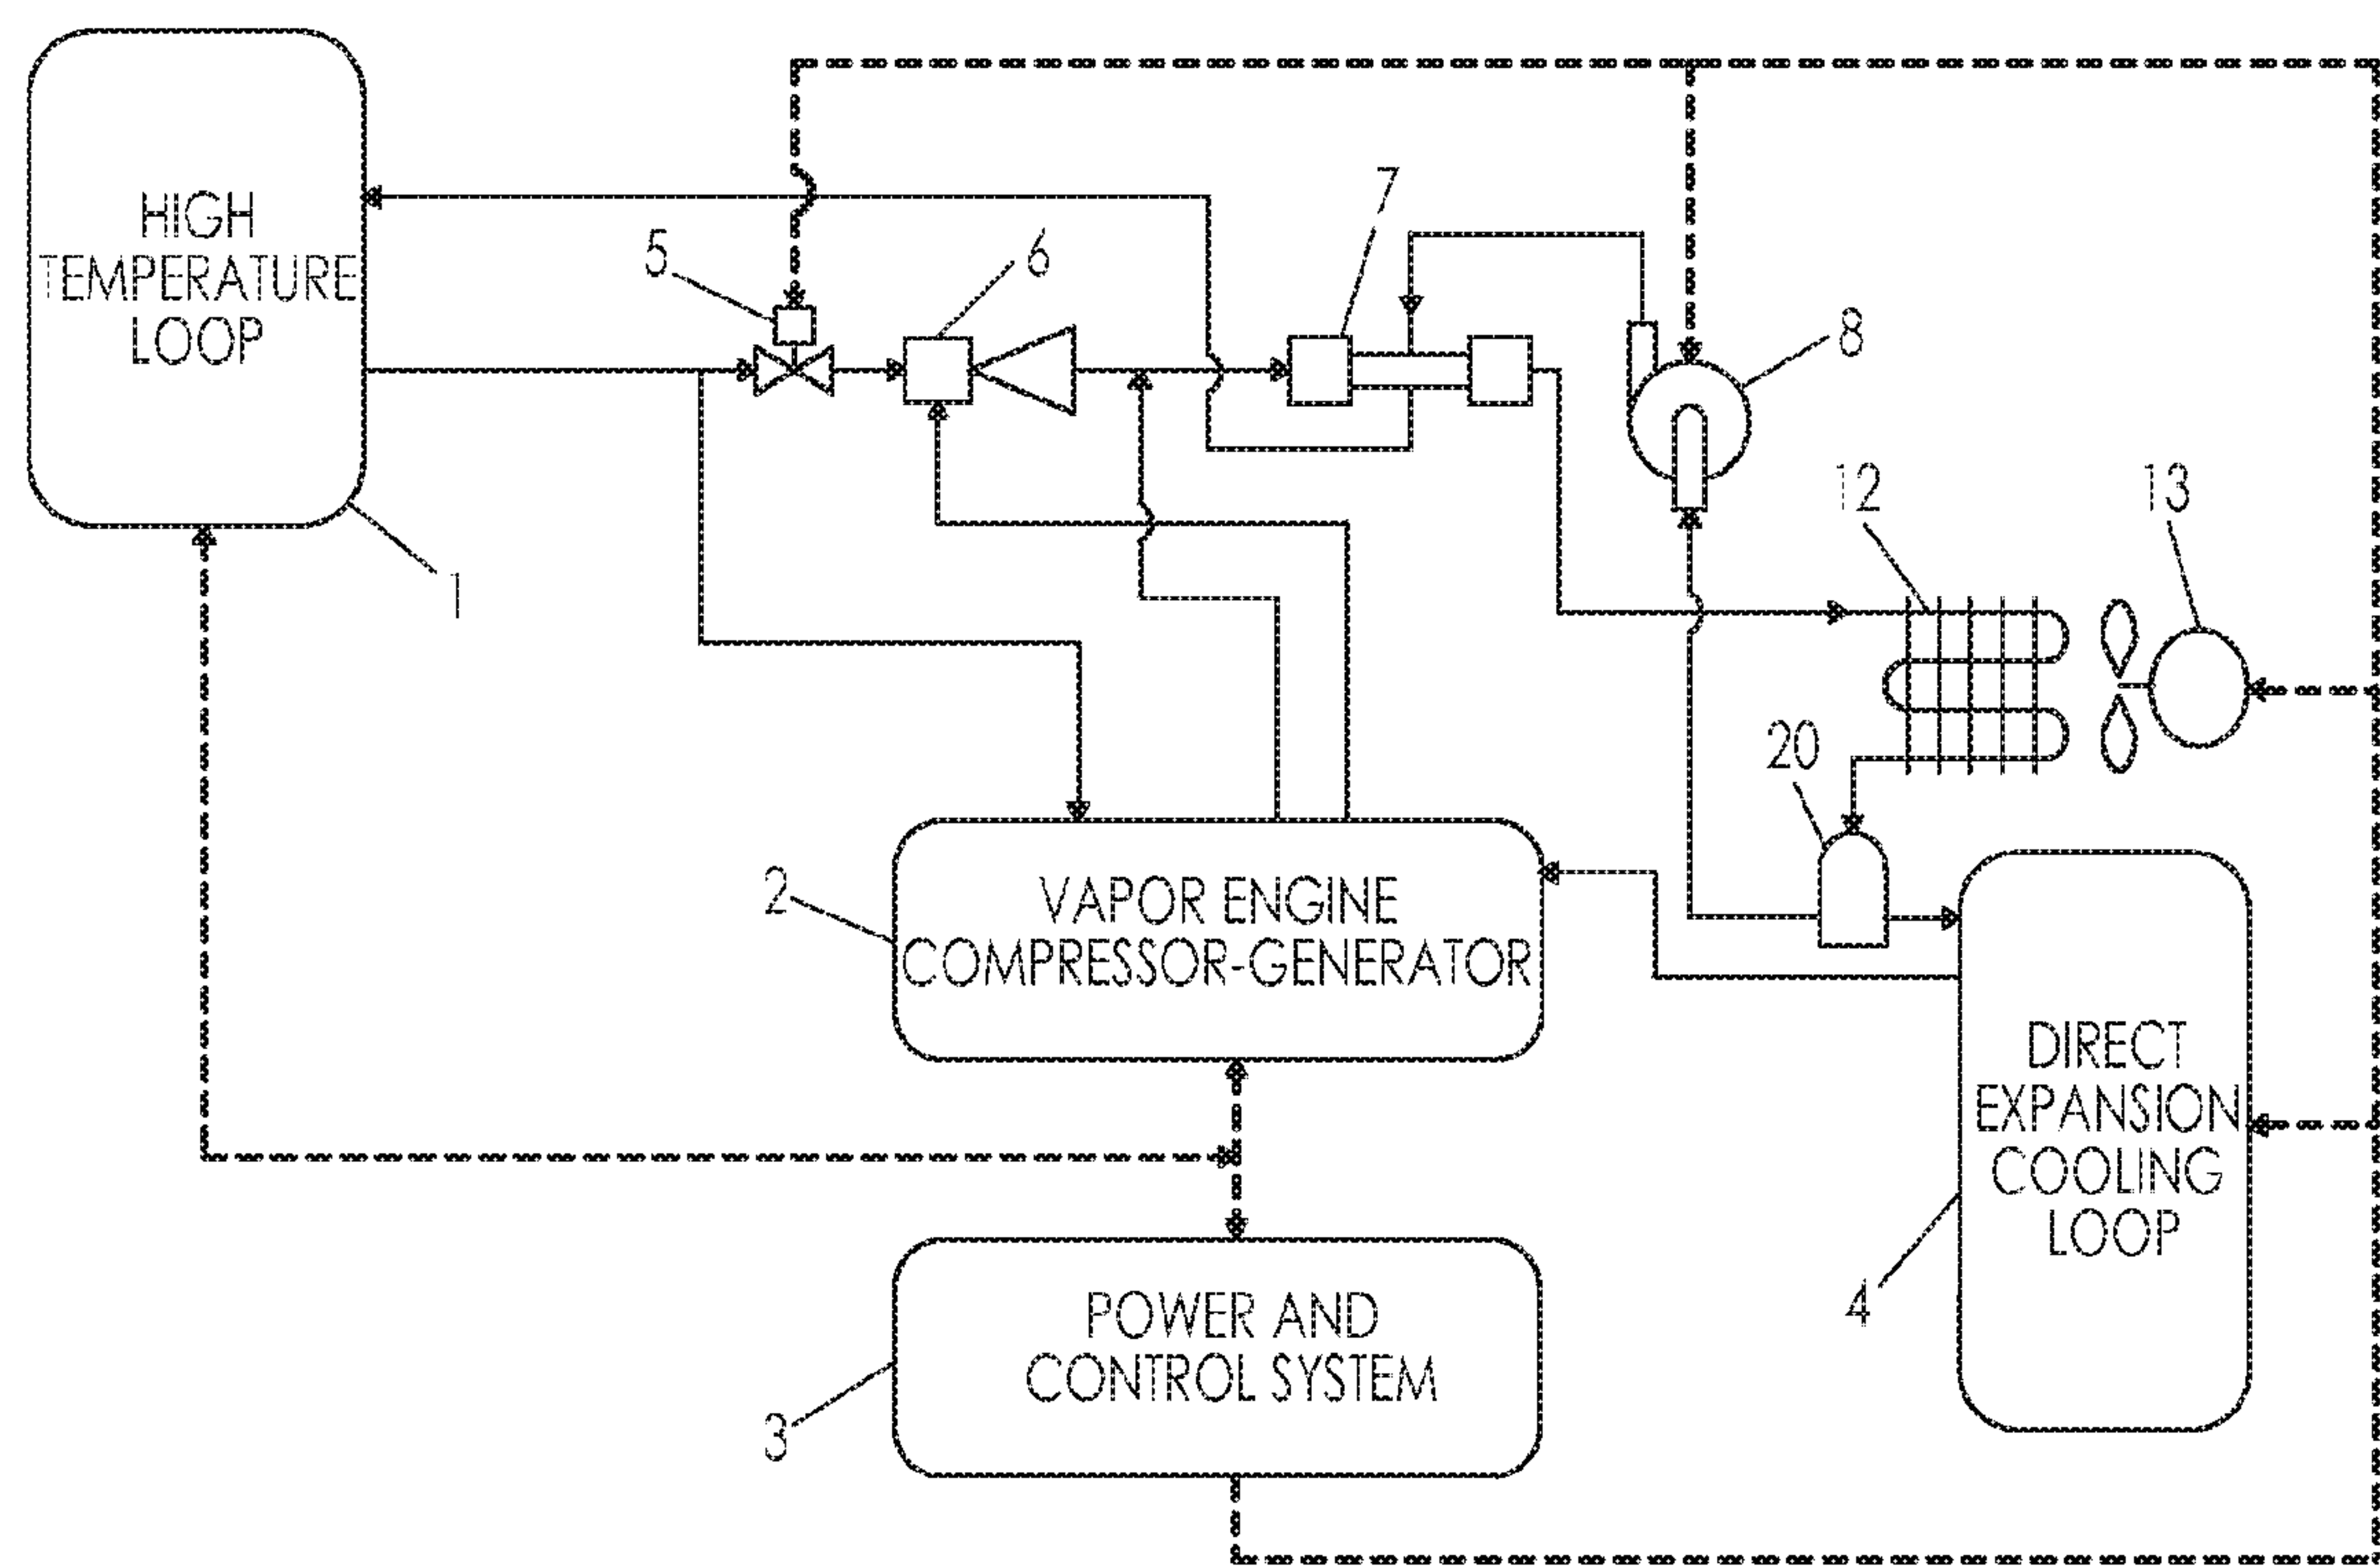 HIGH
TEMPERATURE
LOOP
1
5
6
7
8
12
13
20
2
VAPOR ENGINE
COMPRESSOR-GENERATOR
DIRECT
EXPANSION
COOLING
LOOP
4
POWER AND
CONTROL SYSTEM
3